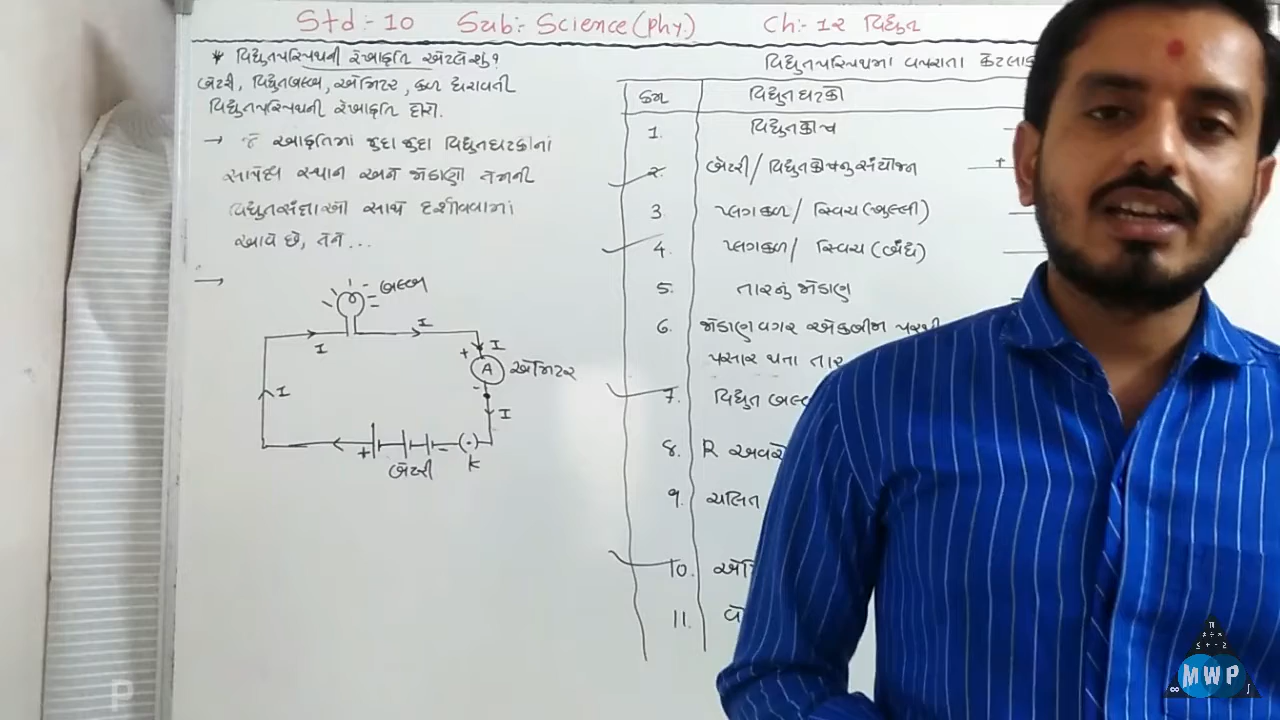 Std:- 10 Sub:- Science (Phy.) Ch:- 12 વિદ્યુત
* વિદ્યુતપરિપથની રેખાકૃતિ એટલે શું?
બેટરી, વિદ્યુતબલ્બ, એમિટર, કળ ધરાવતી
વિદ્યુતપરિપથની રેખાકૃતિ દોરો.
→ જે આકૃતિમાં જુદા જુદા વિદ્યુતઘટકોનાં
સાપેક્ષ સ્થાન અને જોડાણો તેમની
વિદ્યુતસંજ્ઞાઓ સાથે દર્શાવવામાં
આવે છે, તેને...
→
બલ્બ
I
I
+ I
A એમિટર
-
I
I
+ - K
બેટરી
વિદ્યુતપરિપથમાં વપરાતા કેટલાક
ક્રમ વિદ્યુતઘટકો
1. વિદ્યુતકોષ
2. બેટરી/ વિદ્યુતકોષનું સંયોજન +
3 પ્લગકળ/ સ્વિચ (ખુલ્લી)
4. પ્લગકળ/ સ્વિચ (બંધ)
5. તારનું જોડાણ
6. જોડાણ વગર એકબીજા પરથી
પસાર થતા તાર
7. વિદ્યુત
8. R
9. ચલિત
10.
11.
MWP